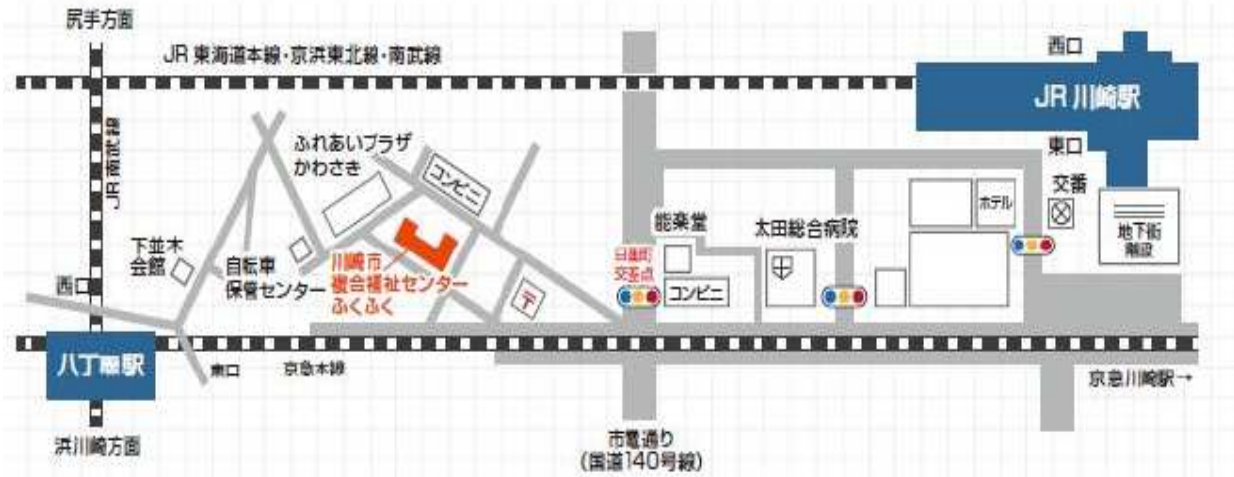 尻手方面
JR 東海道本線・京浜東北線・南武線
西口
JR 川崎駅
東口
交番
地下街
階段
ホテル
太田総合病院
能楽堂
コンビニ
日進町
交差点
コンビニ
ふれあいプラザ
かわさき
JR 南武線
下並木
会館
自転車
保管センター
川崎市
複合福祉センター
ふくふく
〒
西口
八丁畷駅
東口
京急本線
京急川崎駅→
浜川崎方面
市電通り
(国道140号線)